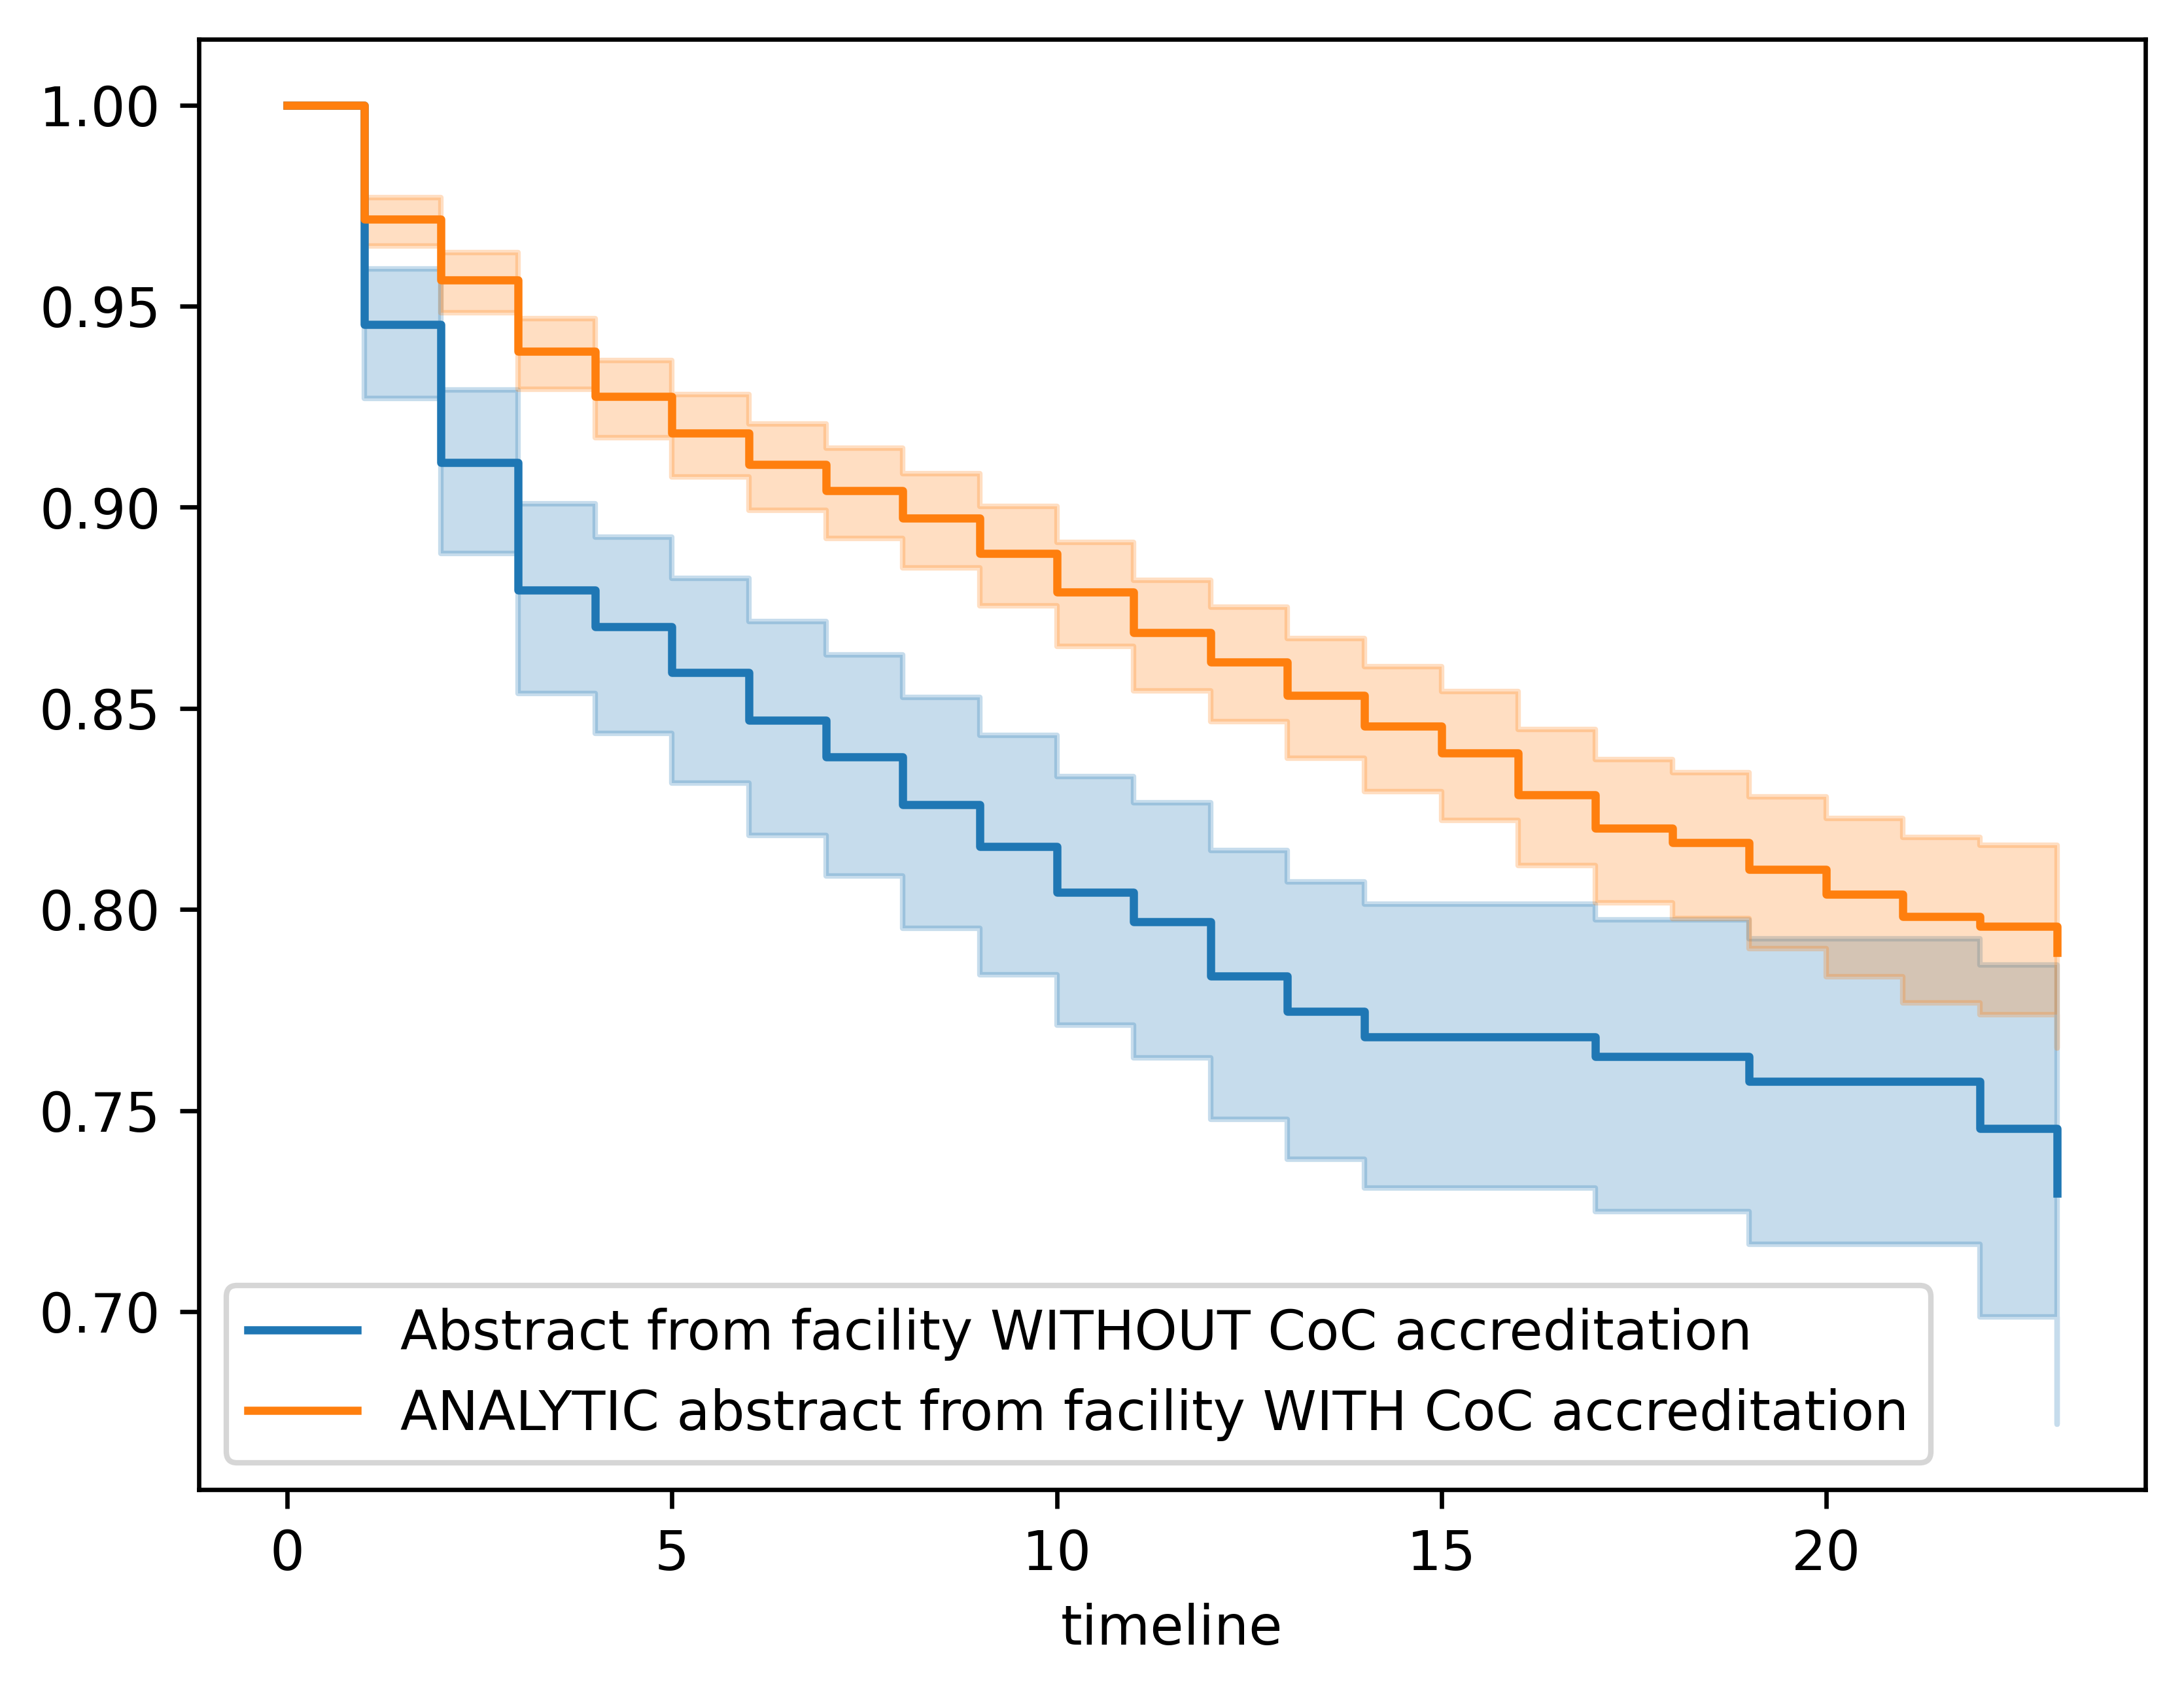 1.00
0.95
0.90
0.85
0.80
0.75
0.70
Abstract from facility WITHOUT CoC accreditation
ANALYTIC abstract from facility WITH CoC accreditation
0 5 10 15 20
timeline